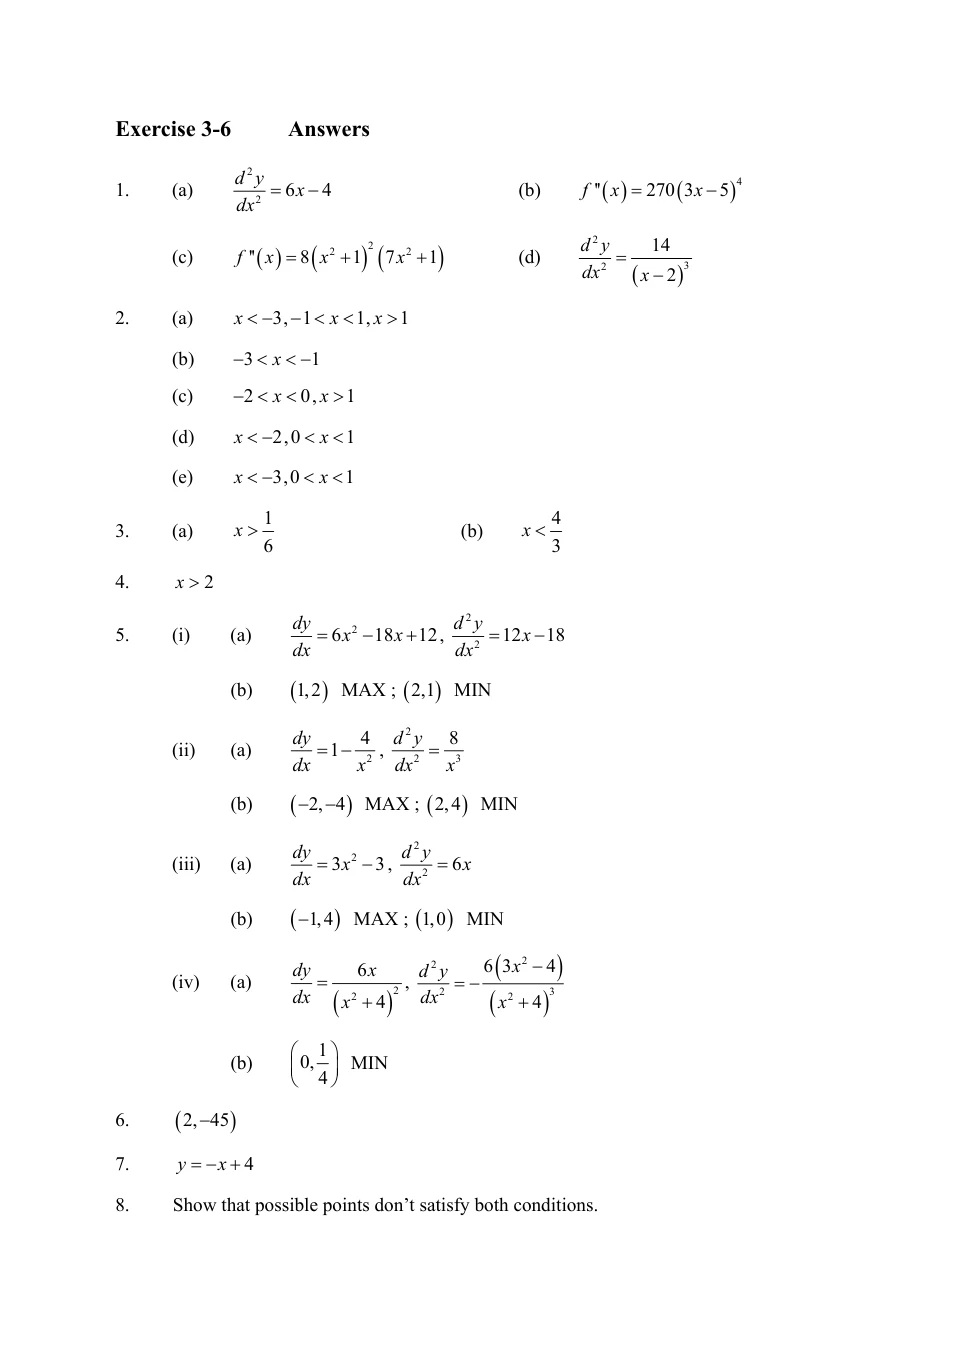 Exercise 3-6 Answers
1. (a) d²y/dx² = 6x − 4 (b) f "(x) = 270(3x − 5)⁴
(c) f "(x) = 8(x² + 1)²(7x² + 1) (d) d²y/dx² = 14/(x − 2)³
2. (a) x < −3, −1 < x < 1, x > 1
(b) −3 < x < −1
(c) −2 < x < 0, x > 1
(d) x < −2, 0 < x < 1
(e) x < −3, 0 < x < 1
3. (a) x > 1/6 (b) x < 4/3
4. x > 2
5. (i) (a) dy/dx = 6x² − 18x + 12, d²y/dx² = 12x − 18
(b) (1, 2) MAX ; (2, 1) MIN
(ii) (a) dy/dx = 1 − 4/x², d²y/dx² = 8/x³
(b) (−2, −4) MAX ; (2, 4) MIN
(iii) (a) dy/dx = 3x² − 3, d²y/dx² = 6x
(b) (−1, 4) MAX ; (1, 0) MIN
(iv) (a) dy/dx = 6x/(x² + 4)², d²y/dx² = −6(3x² − 4)/(x² + 4)³
(b) (0, 1/4) MIN
6. (2, −45)
7. y = −x + 4
8. Show that possible points don’t satisfy both conditions.